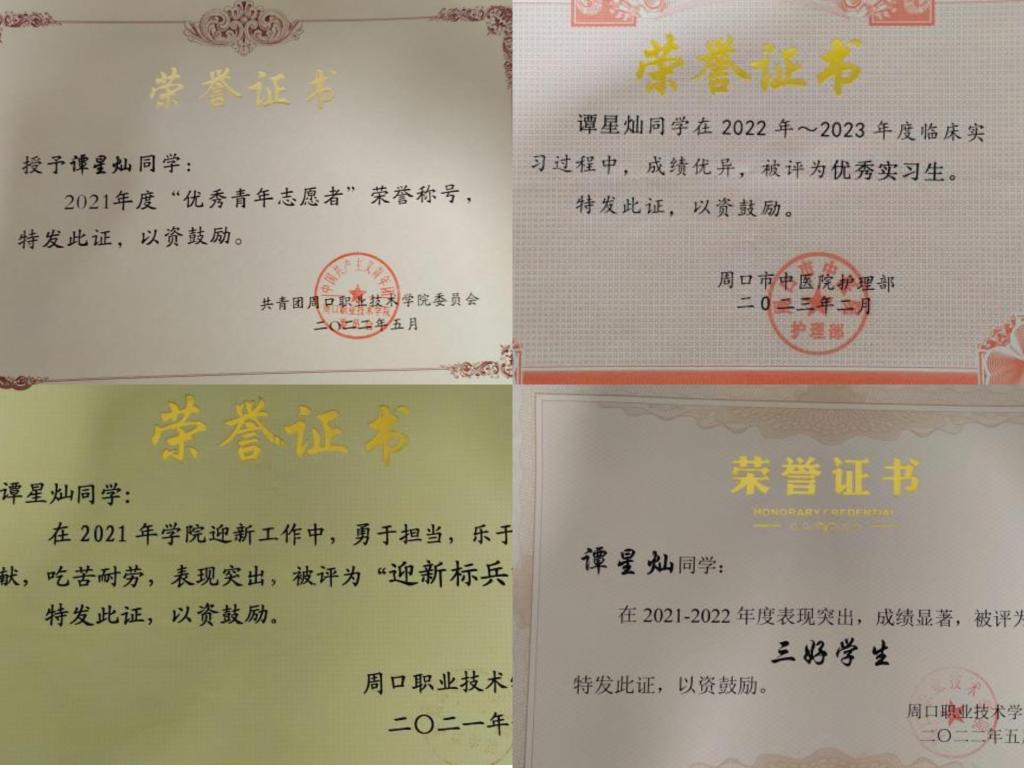 荣誉证书
授予谭星灿同学：
2021年度“优秀青年志愿者”荣誉称号，
特发此证，以资鼓励。
共青团周口职业技术学院委员会
二〇二二年五月
荣誉证书
谭星灿同学在2022年～2023年度临床实
习过程中，成绩优异，被评为优秀实习生。
特发此证，以资鼓励。
周口市中医院护理部
二〇二三年二月
护理部
荣誉证书
谭星灿同学：
在2021年学院迎新工作中，勇于担当，乐于
献，吃苦耐劳，表现突出，被评为“迎新标兵
特发此证，以资鼓励。
周口职业技术
二〇二一年
荣誉证书
HONORARY CREDENTIAL
谭星灿同学：
在2021-2022年度表现突出，成绩显著，被评为
三好学生
特发此证，以资鼓励。
周口职业技术学
二〇二二年五